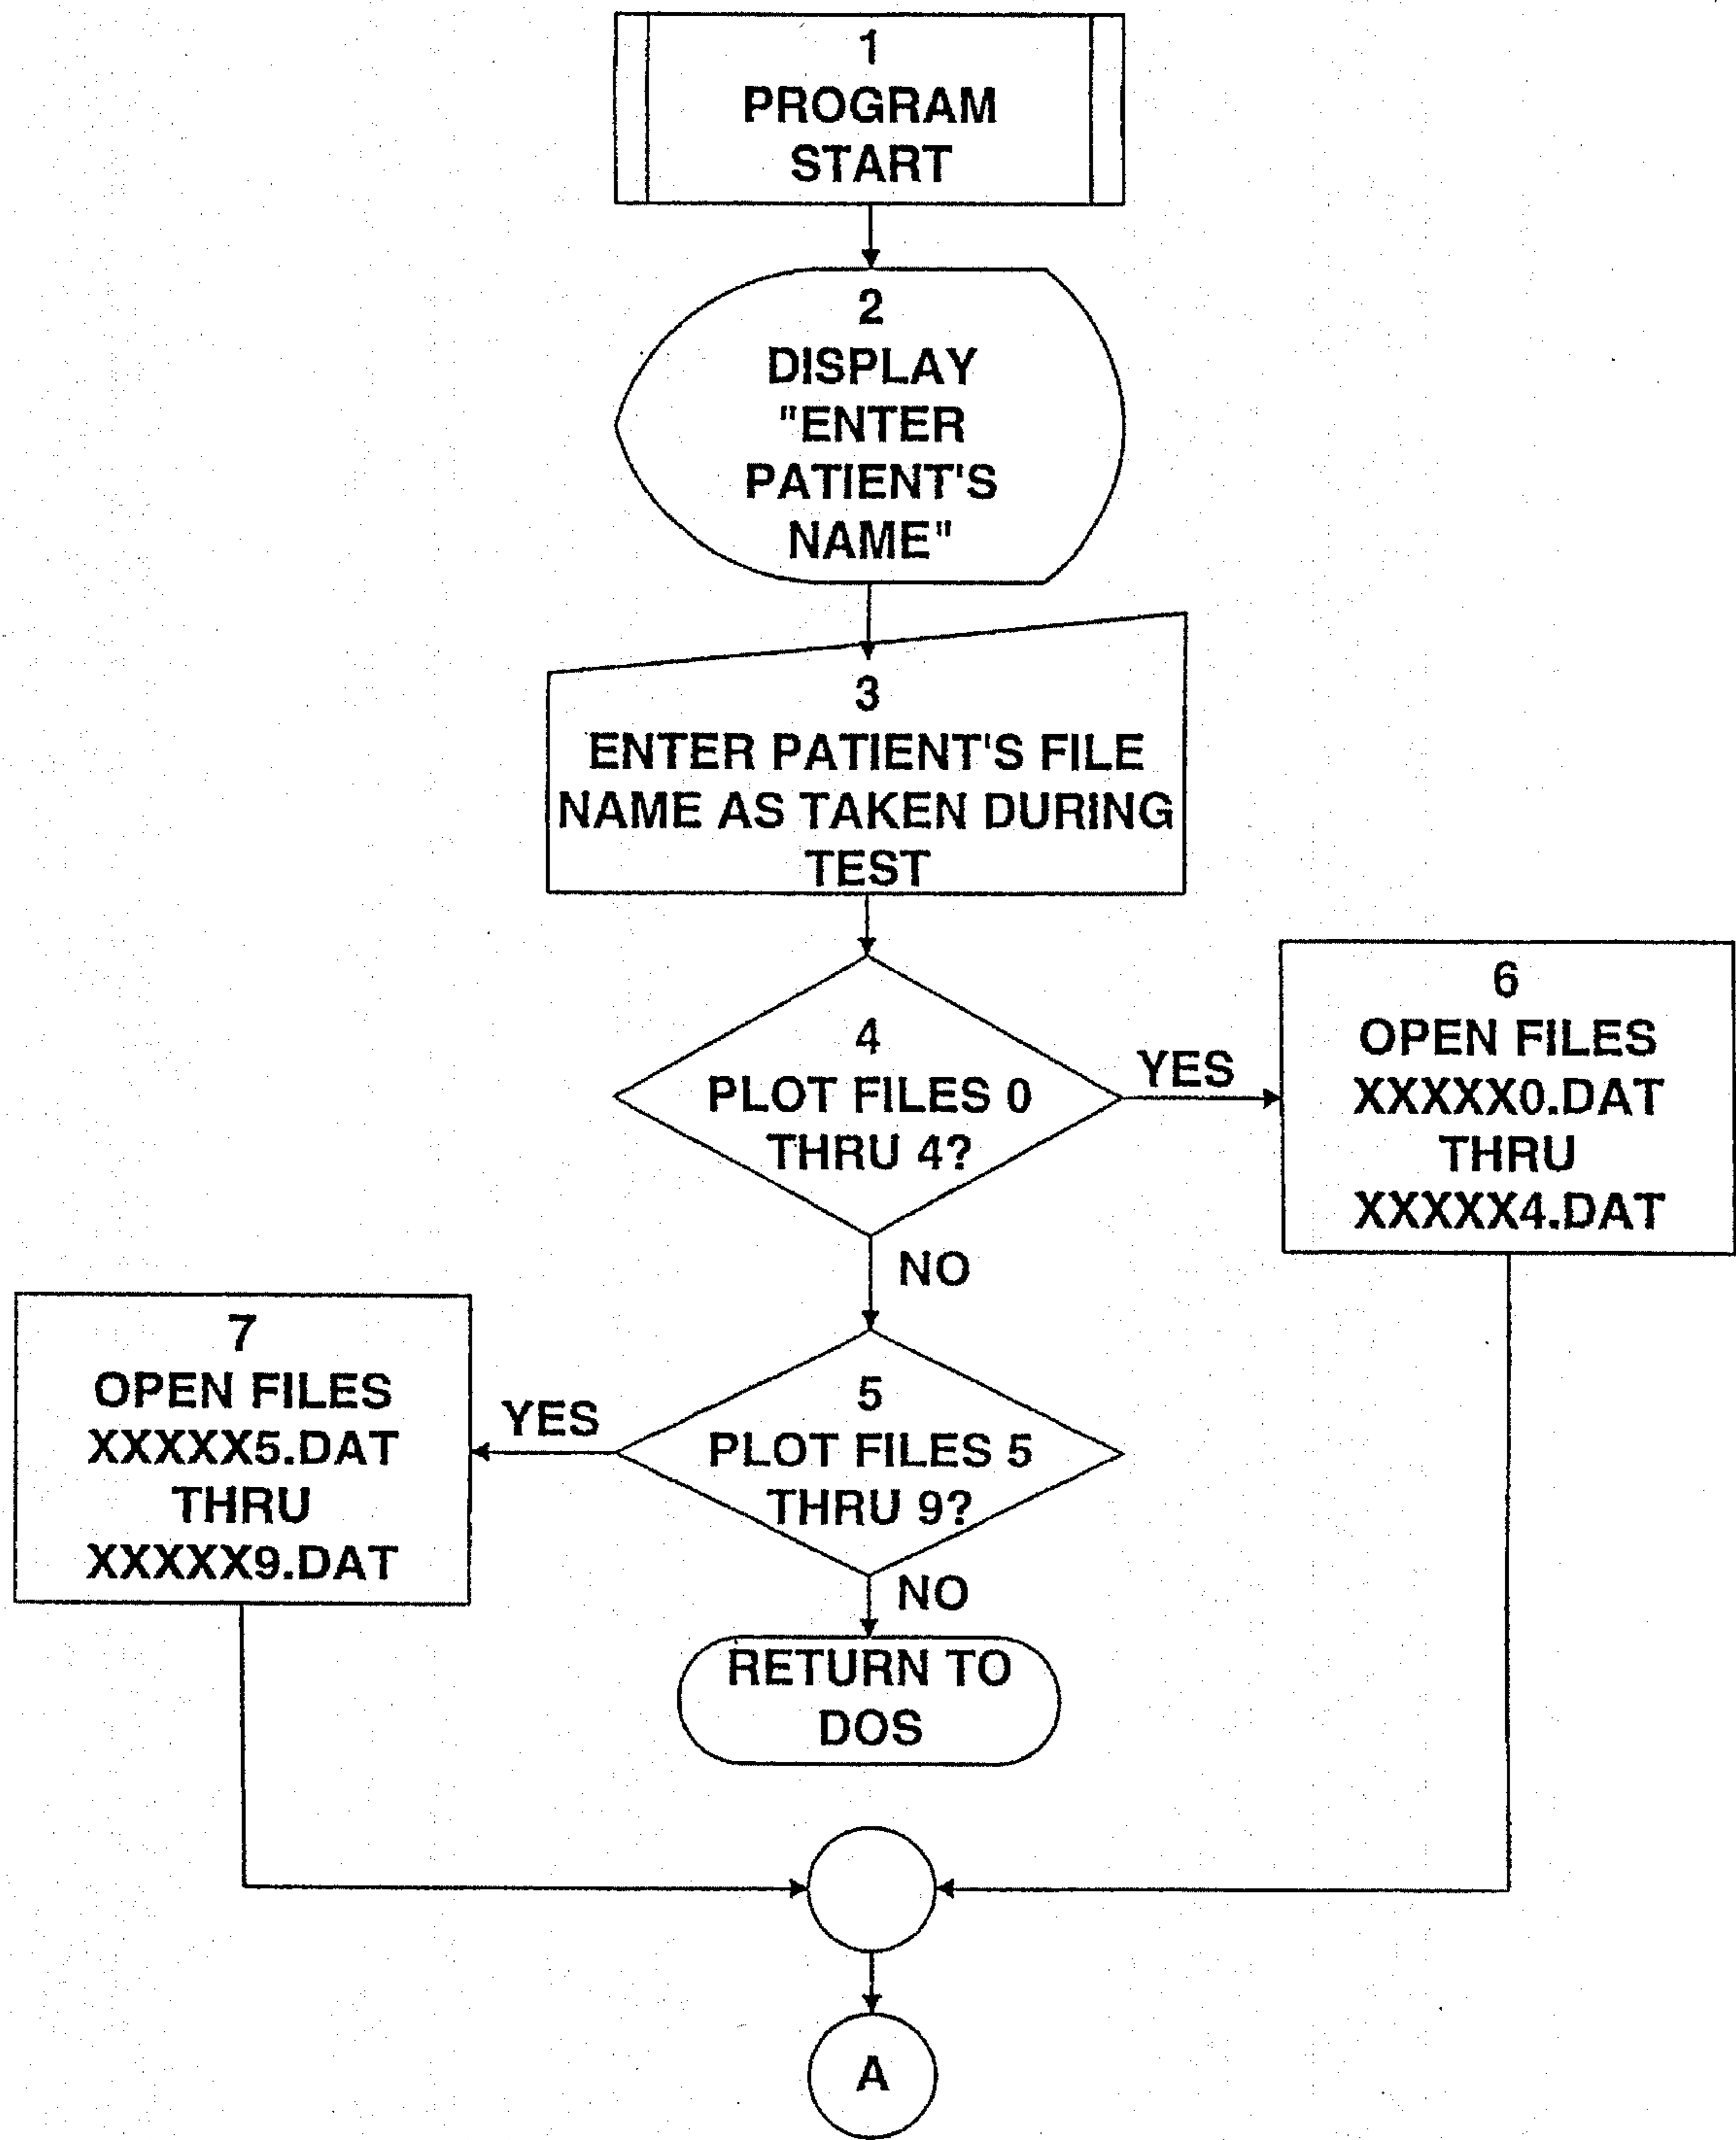 1
PROGRAM
START
2
DISPLAY
"ENTER
PATIENT'S
NAME"
3
ENTER PATIENT'S FILE
NAME AS TAKEN DURING
TEST
4
PLOT FILES 0
THRU 4?
YES
6
OPEN FILES
XXXXX0.DAT
THRU
XXXXX4.DAT
NO
5
PLOT FILES 5
THRU 9?
YES
7
OPEN FILES
XXXXX5.DAT
THRU
XXXXX9.DAT
NO
RETURN TO
DOS
A